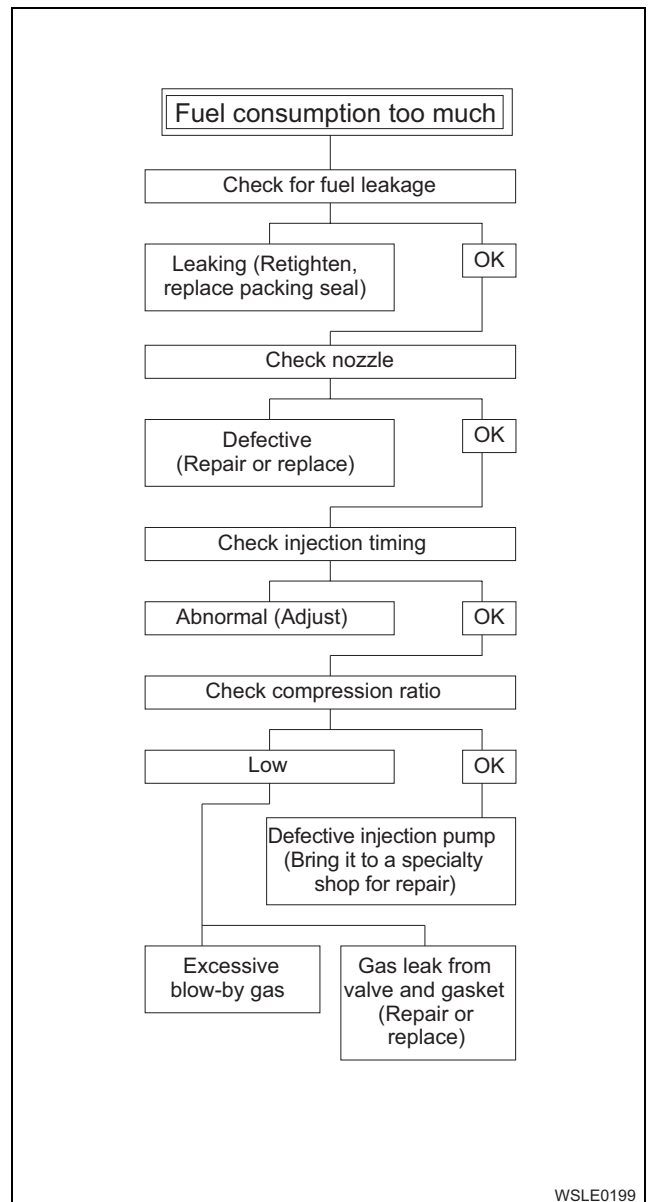 Fuel consumption too much
Check for fuel leakage
Leaking (Retighten,
replace packing seal)
OK
Check nozzle
Defective
(Repair or replace)
OK
Check injection timing
Abnormal (Adjust)
OK
Check compression ratio
Low
OK
Defective injection pump
(Bring it to a specialty
shop for repair)
Excessive
blow-by gas
Gas leak from
valve and gasket
(Repair or
replace)
WSLE0199